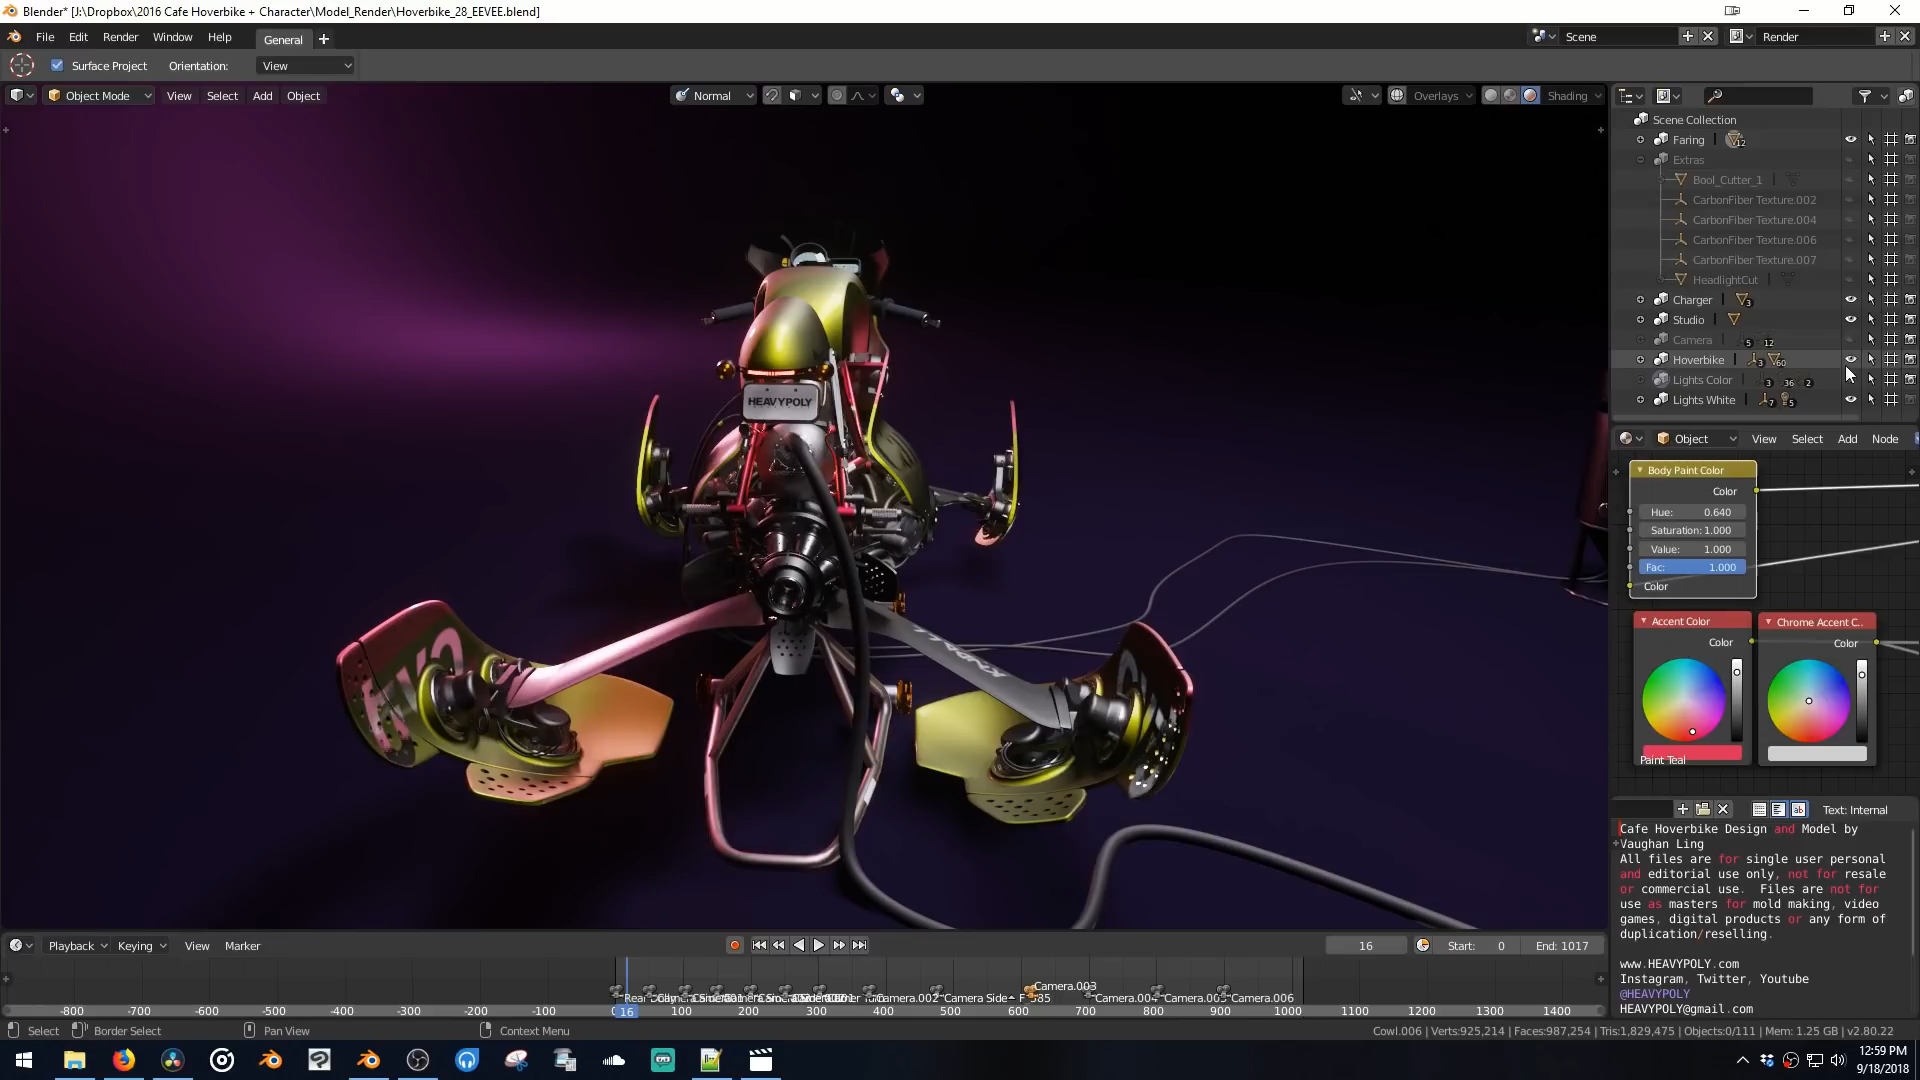 Blender* [J:\Dropbox\2016 Cafe Hoverbike + Character\Model_Render\Hoverbike_28_EEVEE.blend]
File Edit Render Window Help General Scene Render
Surface Project Orientation: View
Object Mode View Select Add Object Normal Overlays Shading
Scene Collection
Faring 12
Extras
Bool_Cutter_1
CarbonFiber Texture.002
CarbonFiber Texture.004
CarbonFiber Texture.006
CarbonFiber Texture.007
HeadlightCut
Charger 3
Studio
Camera 5 12
Hoverbike 3 60
Lights Color 3 36 2
Lights White 7 5
HEAVYPOLY
Object View Select Add Node
Body Paint Color
Color
Hue: 0.640
Saturation: 1.000
Value: 1.000
Fac: 1.000
Color
Accent Color Chrome Accent C..
Color Color
Paint Teal
Text: Internal
Cafe Hoverbike Design and Model by
Vaughan Ling
All files are for single user personal
and editorial use only, not for resale
or commercial use. Files are not for
use as masters for mold making, video
games, digital products or any form of
duplication/reselling.
www.HEAVYPOLY.com
Instagram, Twitter, Youtube
@HEAVYPOLY
HEAVYPOLY@gmail.com
Playback Keying View Marker 16 Start: 0 End: 1017
Camera.003
Camera.002 Camera Side Camera.004 Camera.006
-800 -700 -600 -500 -400 -300 -200 -100 16 100 200 300 400 500 600 700 800 900 1000 1100 1200 1300 1400
Select Border Select Pan View Context Menu Cowl.006 | Verts:925,214 | Faces:987,254 | Tris:1,829,475 | Objects:0/111 | Mem: 1.25 GB | v2.80.22
12:59 PM
9/18/2018